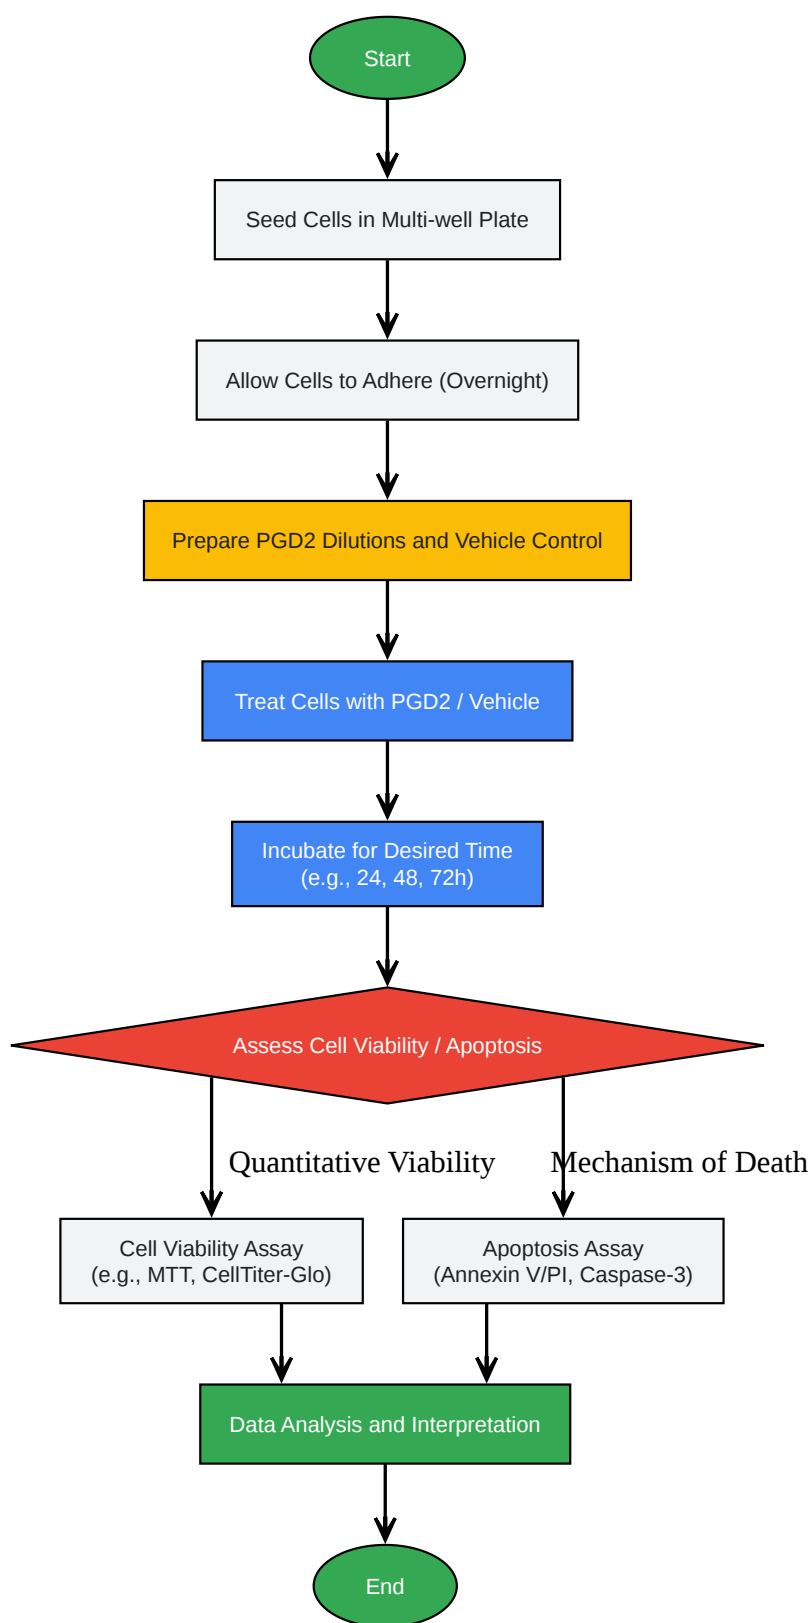 Start
Seed Cells in Multi-well Plate
Allow Cells to Adhere (Overnight)
Prepare PGD2 Dilutions and Vehicle Control
Treat Cells with PGD2 / Vehicle
Incubate for Desired Time
(e.g., 24, 48, 72h)
Assess Cell Viability / Apoptosis
Quantitative Viability
Mechanism of Death
Cell Viability Assay
(e.g., MTT, CellTiter-Glo)
Apoptosis Assay
(Annexin V/PI, Caspase-3)
Data Analysis and Interpretation
End